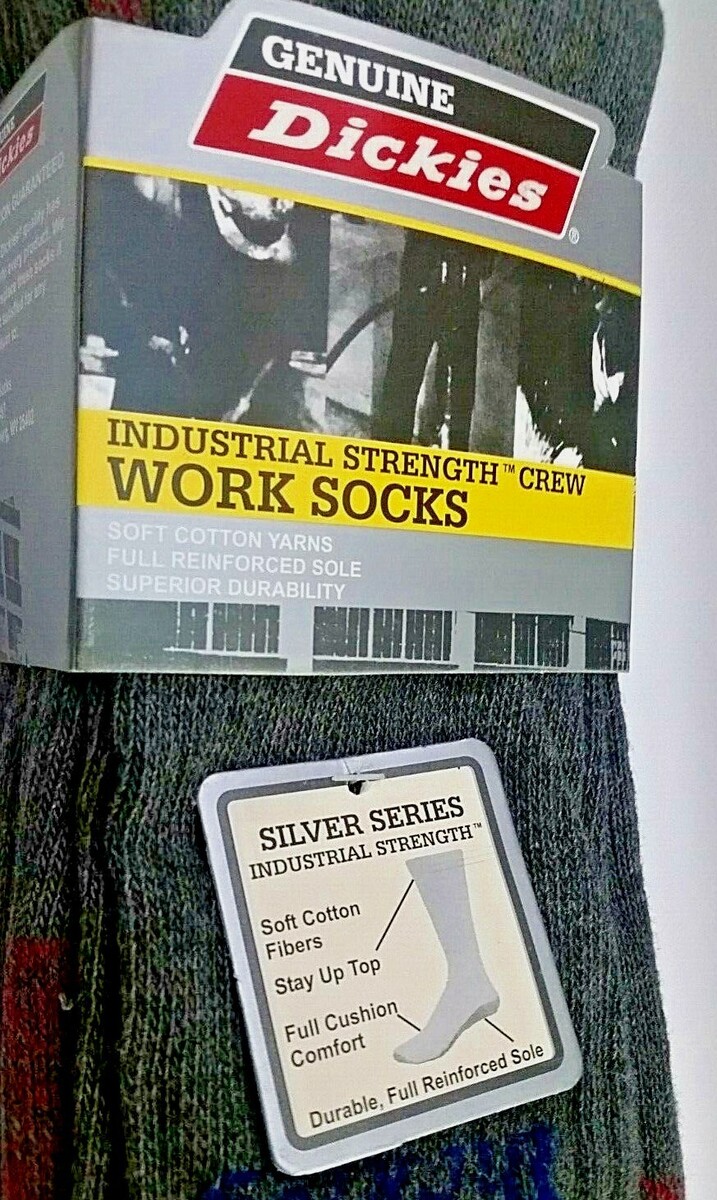 GENUINE
Dickies
®
INDUSTRIAL STRENGTH™ CREW
WORK SOCKS
SOFT COTTON YARNS
FULL REINFORCED SOLE
SUPERIOR DURABILITY
SILVER SERIES
INDUSTRIAL STRENGTH™
Soft Cotton
Fibers
Stay Up Top
Full Cushion
Comfort
Durable, Full Reinforced Sole